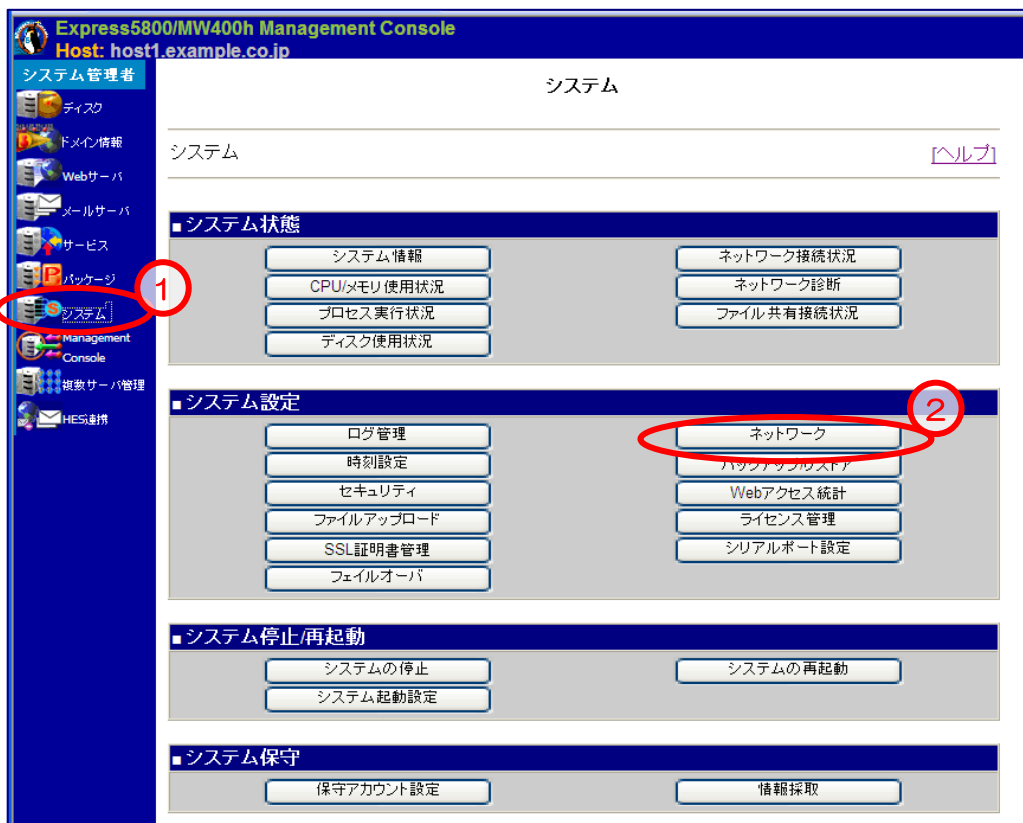 Express5800/MW400h Management Console
Host: host1.example.co.jp
システム管理者
ディスク
ドメイン情報
Webサーバ
メールサーバ
サービス
パッケージ
システム
Management
Console
複数サーバ管理
HES連携
1
システム
システム
[ヘルプ]
■システム状態
システム情報
ネットワーク接続状況
CPU/メモリ使用状況
ネットワーク診断
プロセス実行状況
ファイル共有接続状況
ディスク使用状況
■システム設定
2
ログ管理
ネットワーク
時刻設定
バックアップ/リストア
セキュリティ
Webアクセス統計
ファイルアップロード
ライセンス管理
SSL証明書管理
シリアルポート設定
フェイルオーバ
■システム停止/再起動
システムの停止
システムの再起動
システム起動設定
■システム保守
保守アカウント設定
情報採取